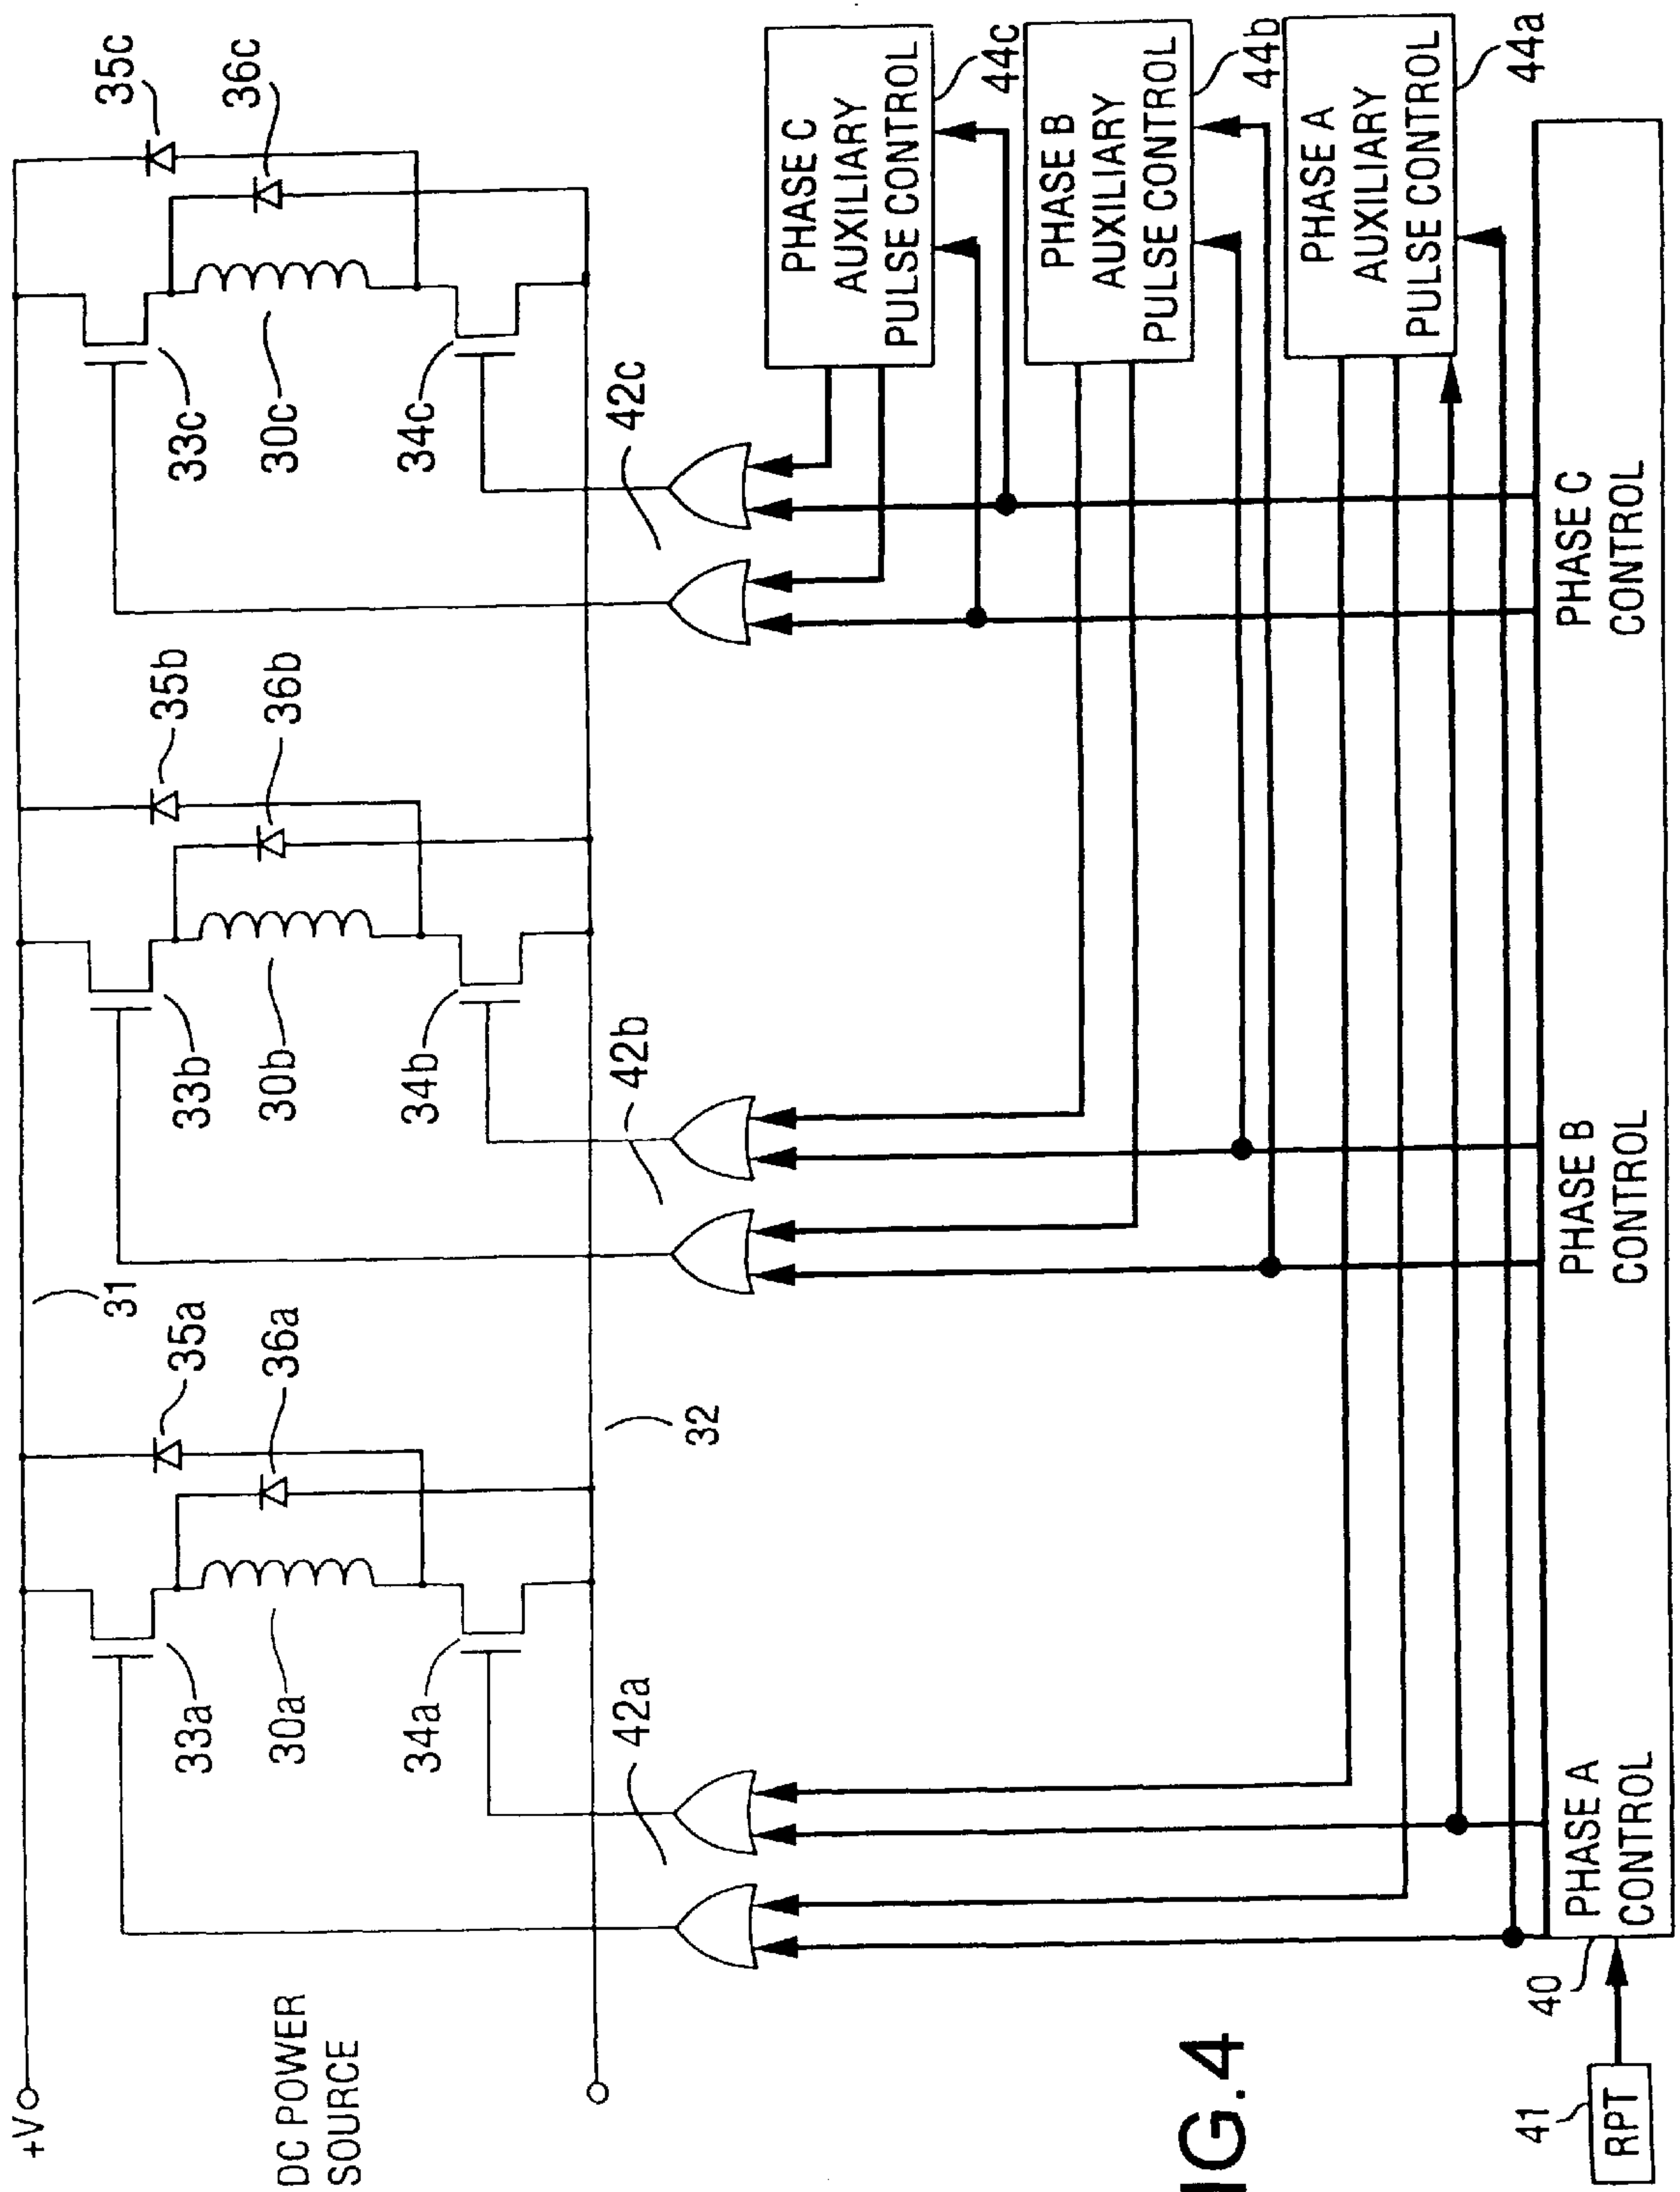 +V
DC POWER
SOURCE
31
32
33a
30a
34a
35a
36a
42a
33b
30b
34b
35b
36b
42b
33c
30c
34c
35c
36c
42c
PHASE C
AUXILIARY
PULSE CONTROL
44c
PHASE B
AUXILIARY
PULSE CONTROL
44b
PHASE A
AUXILIARY
PULSE CONTROL
44a
PHASE A
CONTROL
PHASE B
CONTROL
PHASE C
CONTROL
40
41
RPT
IG.4